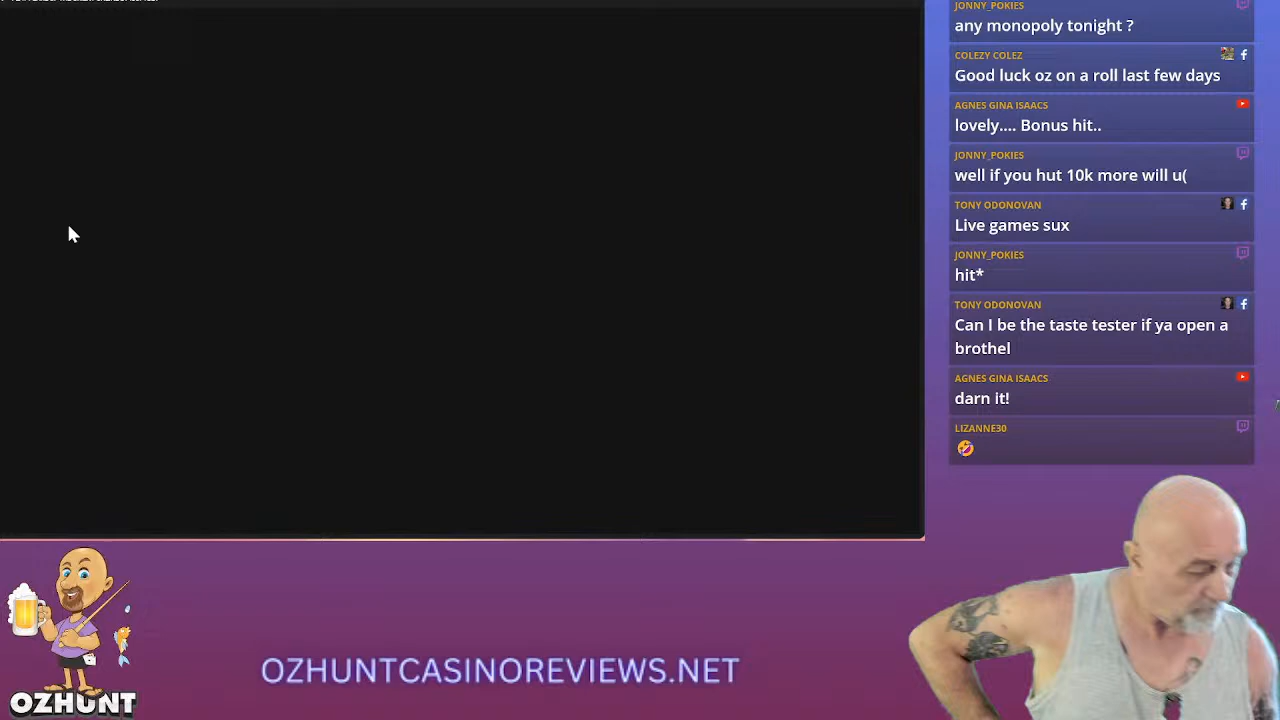 JONNY_POKIES
any monopoly tonight ?
COLEZY COLEZ
Good luck oz on a roll last few days
AGNES GINA ISAACS
lovely.... Bonus hit..
JONNY_POKIES
well if you hut 10k more will u(
TONY ODONOVAN
Live games sux
JONNY_POKIES
hit*
TONY ODONOVAN
Can I be the taste tester if ya open a
brothel
AGNES GINA ISAACS
darn it!
LIZANNE30
🤣
OZHUNT
OZHUNTCASINOREVIEWS.NET